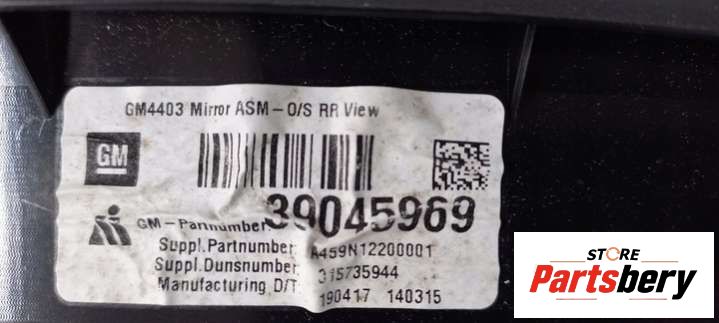 GM4403 Mirror ASM-O/S RR View
GM
GM-Partnumber 39045969
Suppl.Partnumber: A459N12200001
Suppl.Dunsnumber: 315735944
Manufacturing D/T: 190417 140315
STORE
Partsbery